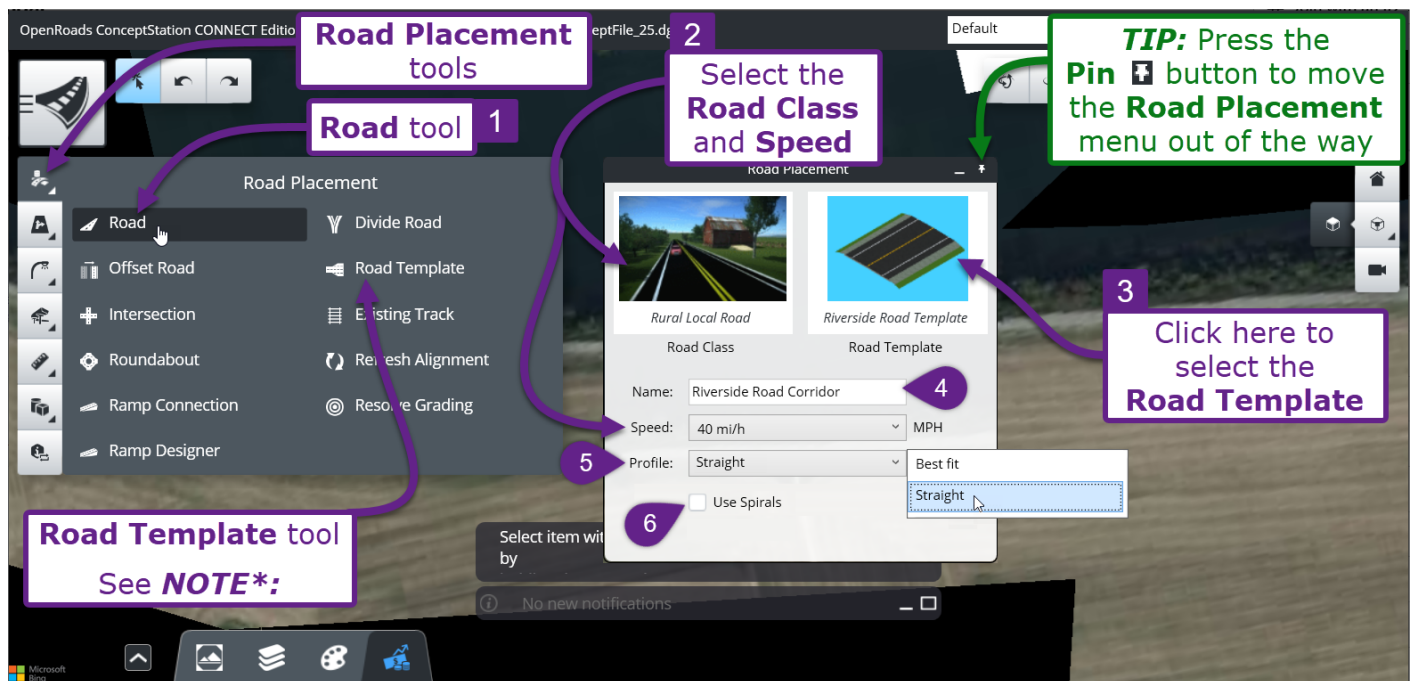 OpenRoads ConceptStation CONNECT Editio
eptFile_25.dg
Default
Road Placement
tools
Road tool
1
2
Select the
Road Class
and Speed
TIP: Press the
Pin button to move
the Road Placement
menu out of the way
Road Placement
Road
Divide Road
Offset Road
Road Template
Intersection
Existing Track
Roundabout
Refresh Alignment
Ramp Connection
Resolve Grading
Ramp Designer
Road Template tool
See NOTE*:
Road Placement
Rural Local Road
Riverside Road Template
Road Class
Road Template
Name:
Riverside Road Corridor
4
Speed:
40 mi/h
MPH
5
Profile:
Straight
Best fit
Straight
6
Use Spirals
3
Click here to
select the
Road Template
Select item wit
by
No new notifications
Microsoft
Bing